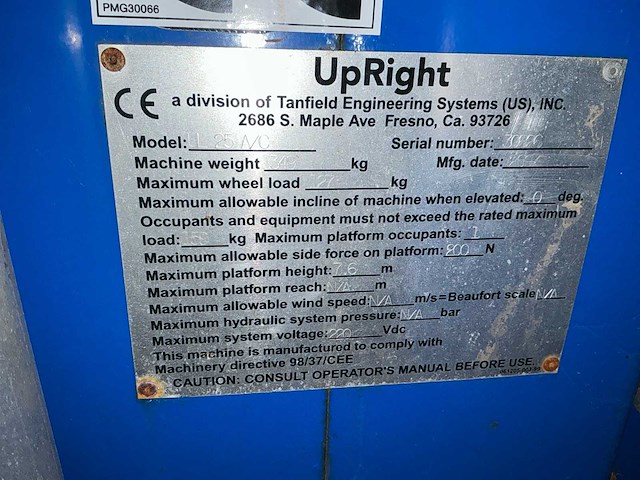 PMG30066
UpRight
CE a division of Tanfield Engineering Systems (US), INC.
2686 S. Maple Ave Fresno, Ca. 93726
Model: 25 A/C Serial number:
Machine weight kg Mfg. date:
Maximum wheel load kg
Maximum allowable incline of machine when elevated: 0 deg.
Occupants and equipment must not exceed the rated maximum
load: kg Maximum platform occupants: 1
Maximum allowable side force on platform: 200 N
Maximum platform height: 7.6 m
Maximum platform reach: N/A m
Maximum allowable wind speed: N/A m/s=Beaufort scale N/A
Maximum hydraulic system pressure: N/A bar
Maximum system voltage: 220 Vdc
This machine is manufactured to comply with
Machinery directive 98/37/CEE
CAUTION: CONSULT OPERATOR'S MANUAL BEFORE USE.